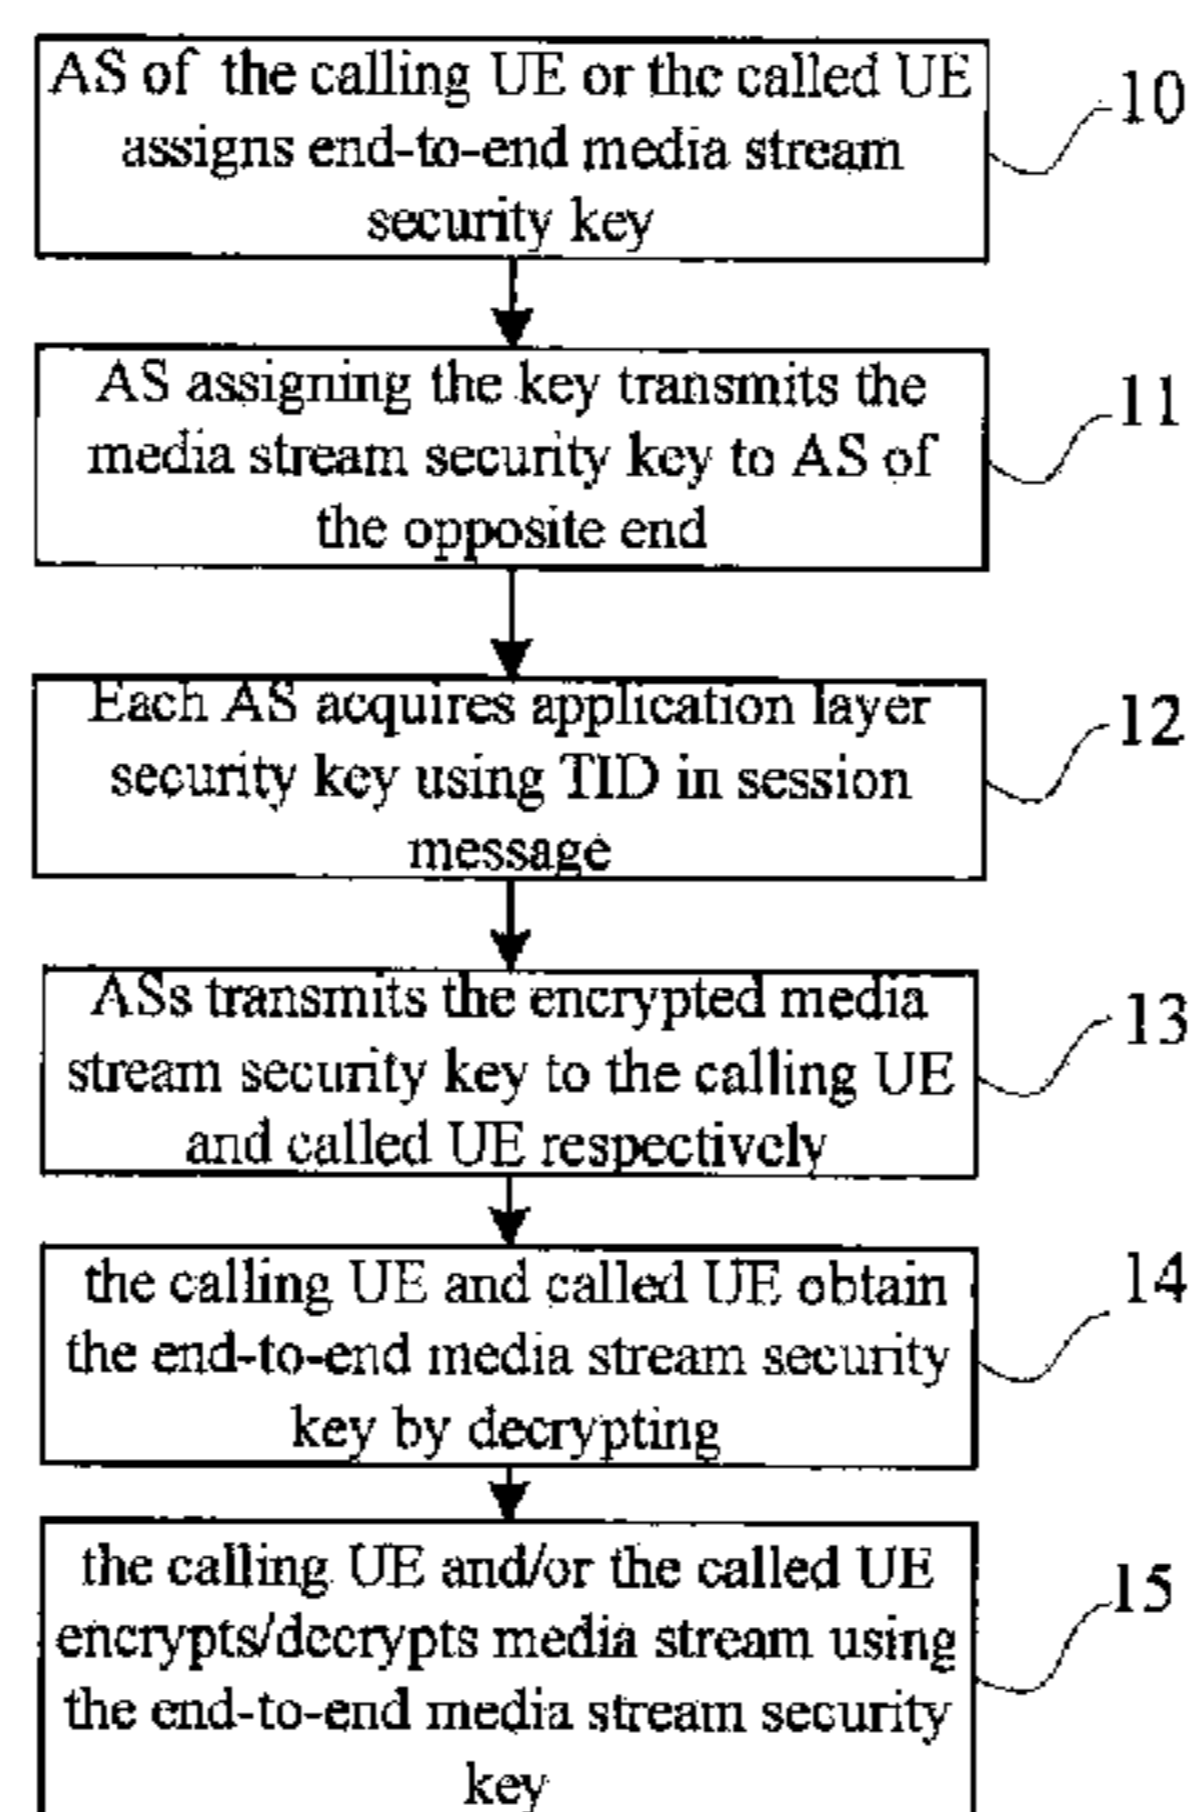 AS of the calling UE or the called UE
assigns end-to-end media stream
security key
10
AS assigning the key transmits the
media stream security key to AS of
the opposite end
11
Each AS acquires application layer
security key using TID in session
message
12
ASs transmits the encrypted media
stream security key to the calling UE
and called UE respectively
13
the calling UE and called UE obtain
the end-to-end media stream security
key by decrypting
14
the calling UE and/or the called UE
encrypts/decrypts media stream using
the end-to-end media stream security
key
15